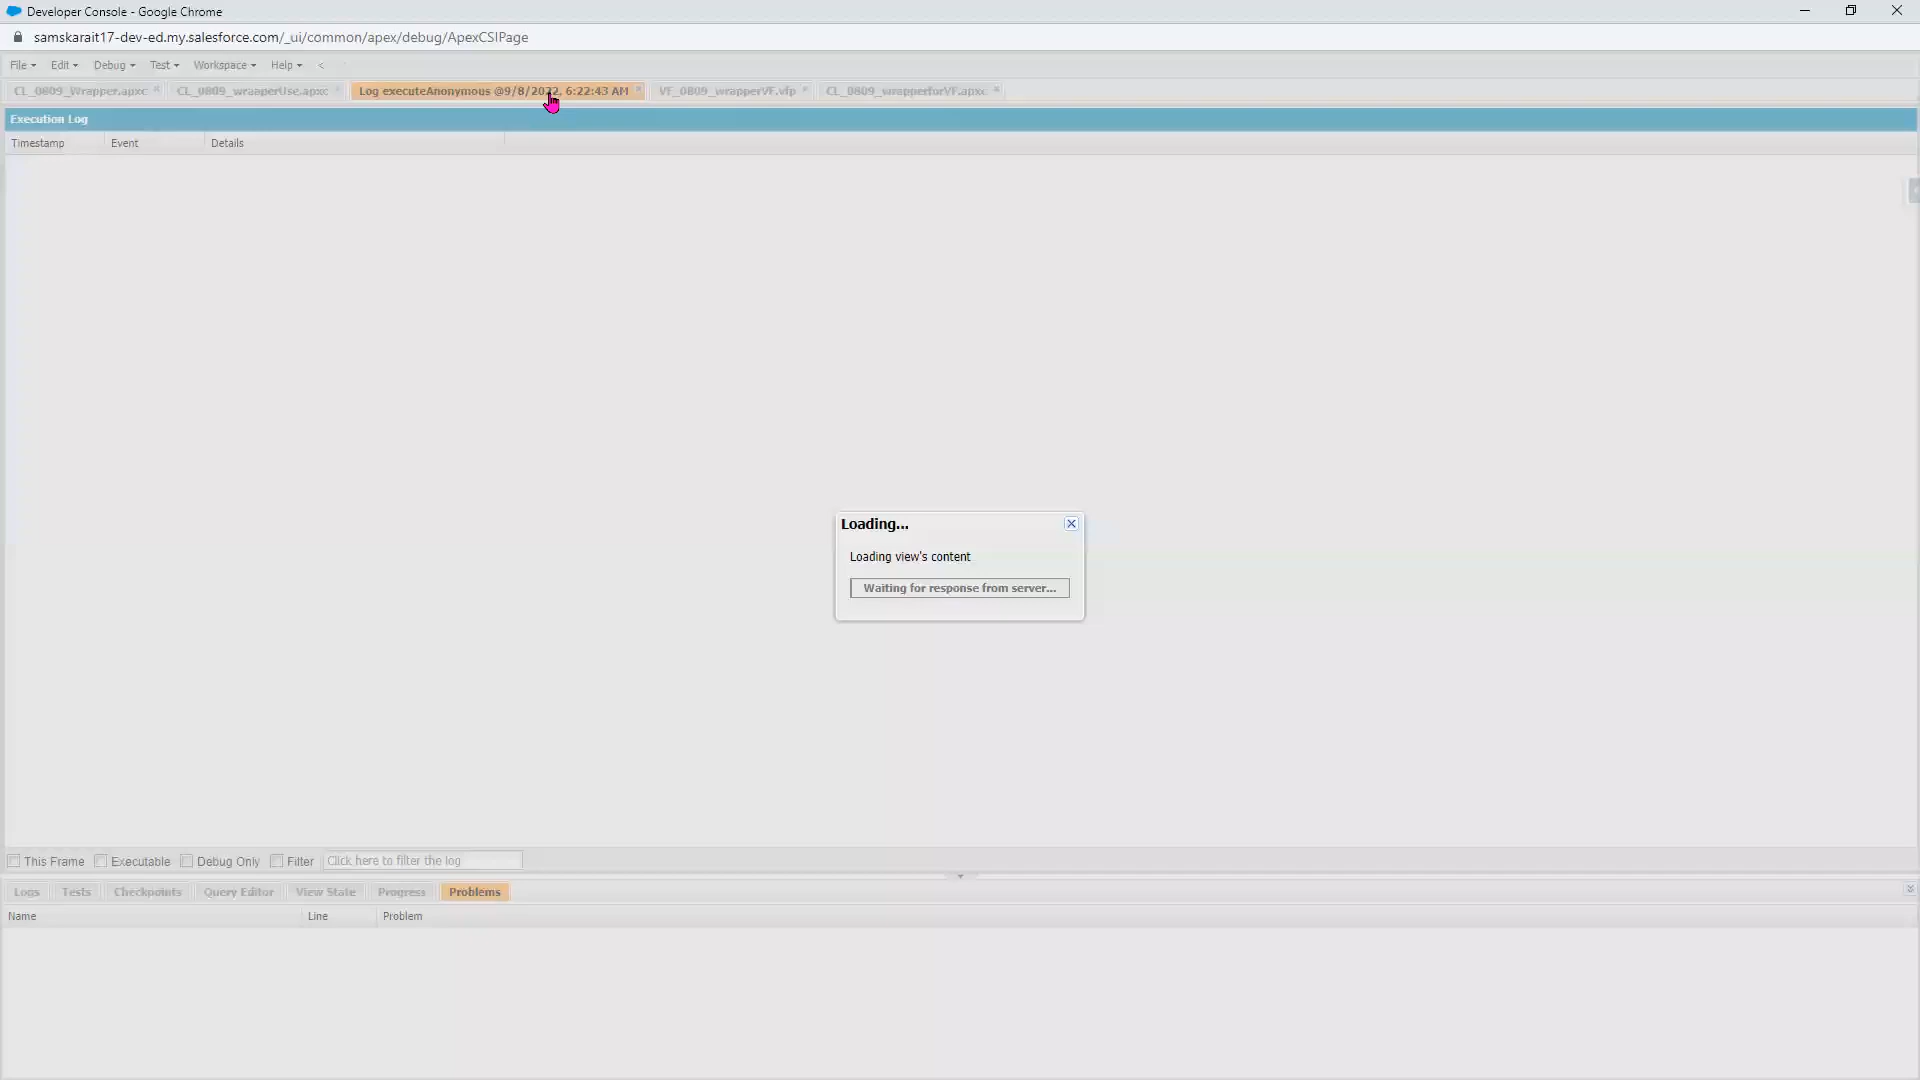 Developer Console - Google Chrome
samskarait17-dev-ed.my.salesforce.com/_ui/common/apex/debug/ApexCSIPage
File Edit Debug Test Workspace Help <
CL_0809_Wrapper.apxc CL_0809_wrapperUse.apxc Log executeAnonymous @9/8/2022, 6:22:43 AM VF_0809_wrapperVF.vfp CL_0809_wrapperforVF.apxc
Execution Log
Timestamp Event Details
Loading...
Loading view's content
Waiting for response from server...
This Frame Executable Debug Only Filter Click here to filter the log
Logs Tests Checkpoints Query Editor View State Progress Problems
Name Line Problem